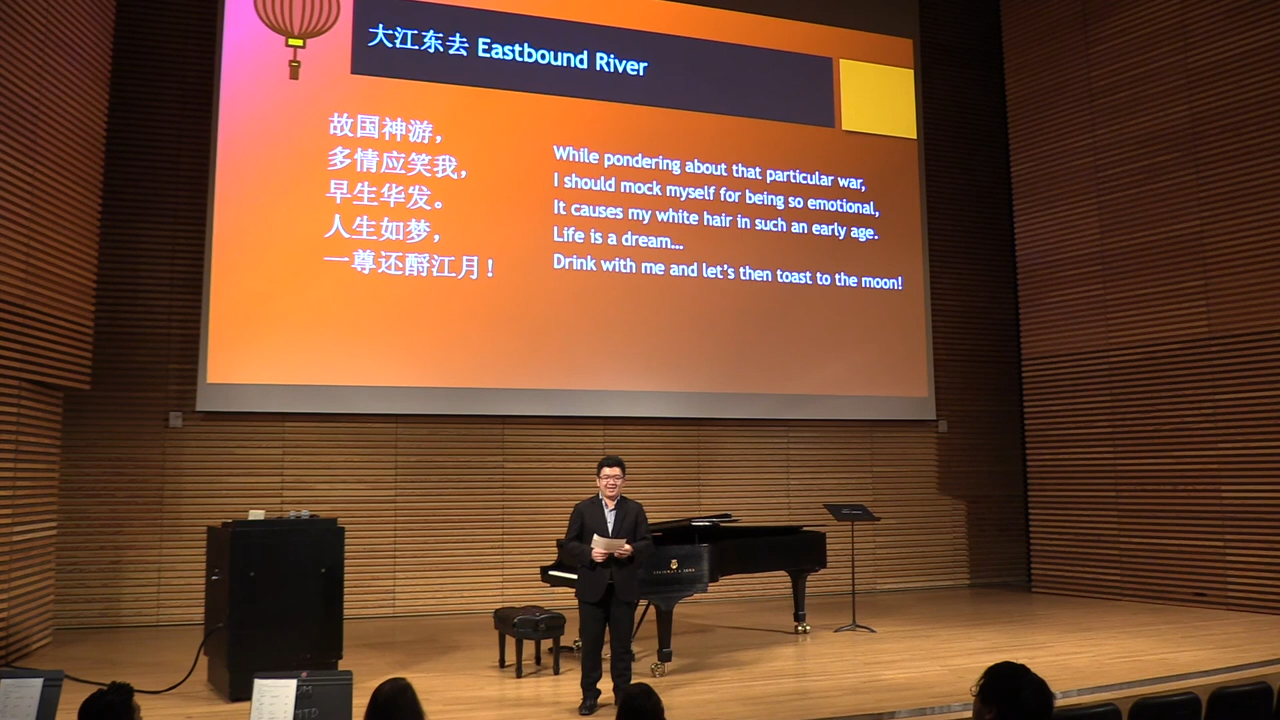 大江东去 Eastbound River
故国神游，
多情应笑我，
早生华发。
人生如梦，
一尊还酹江月！
While pondering about that particular war,
I should mock myself for being so emotional,
It causes my white hair in such an early age.
Life is a dream...
Drink with me and let's then toast to the moon!
STEINWAY & SONS